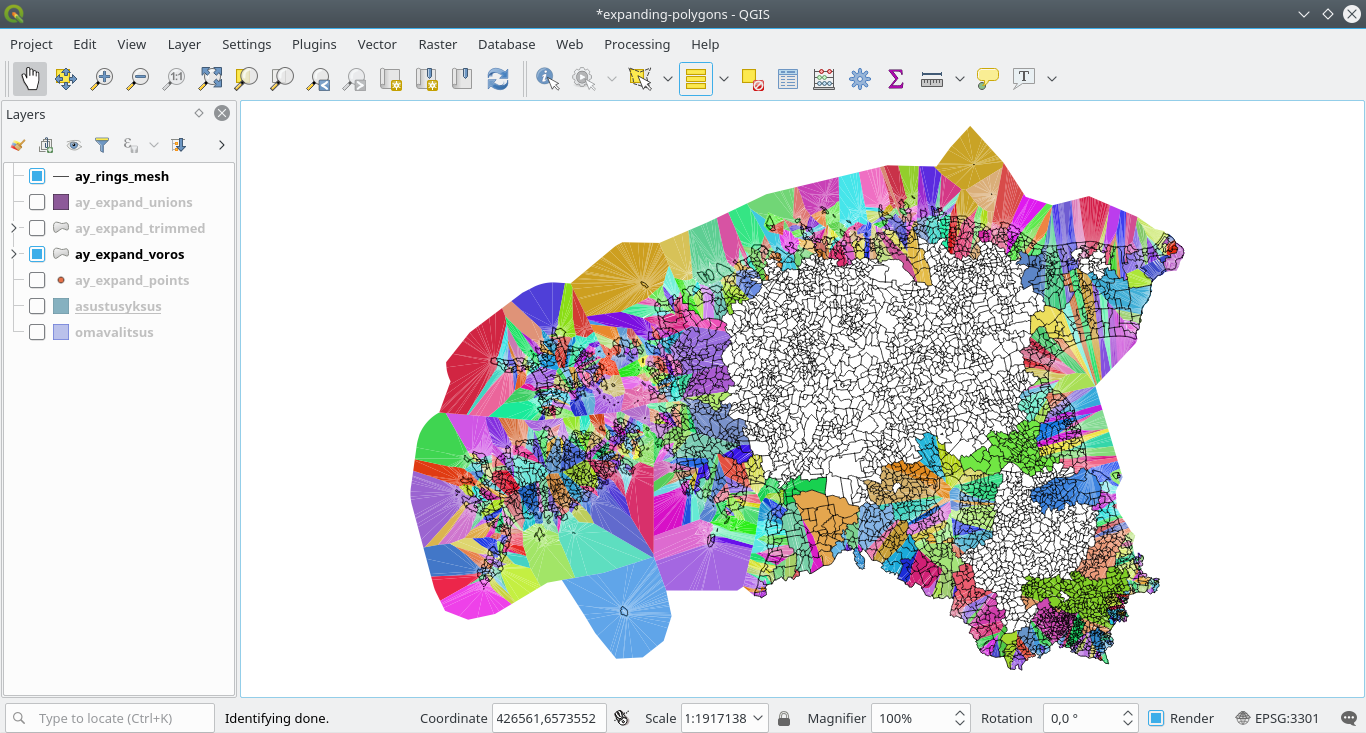 *expanding-polygons - QGIS
Project Edit View Layer Settings Plugins Vector Raster Database Web Processing Help
1:1
T
Layers
ay_rings_mesh
ay_expand_unions
ay_expand_trimmed
ay_expand_voros
ay_expand_points
asustusyksus
omavalitsus
Type to locate (Ctrl+K) Identifying done. Coordinate 426561,6573552 Scale 1:1917138 Magnifier 100% Rotation 0,0 ° Render EPSG:3301